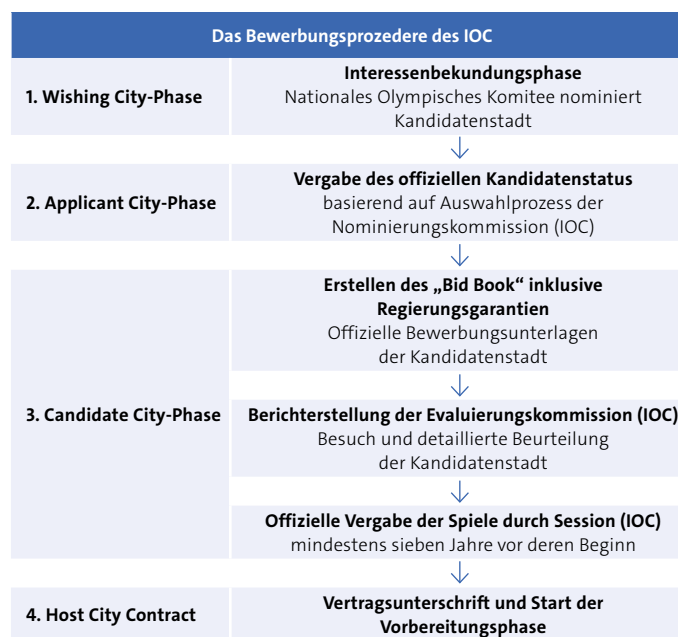 Das Bewerbungsprozedere des IOC
1. Wishing City-Phase
Interessenbekundungsphase
Nationales Olympisches Komitee nominiert
Kandidatenstadt
2. Applicant City-Phase
Vergabe des offiziellen Kandidatenstatus
basierend auf Auswahlprozess der
Nominierungskommission (IOC)
3. Candidate City-Phase
Erstellen des „Bid Book“ inklusive
Regierungsgarantien
Offizielle Bewerbungsunterlagen
der Kandidatenstadt
Berichterstellung der Evaluierungskommission (IOC)
Besuch und detaillierte Beurteilung
der Kandidatenstadt
Offizielle Vergabe der Spiele durch Session (IOC)
mindestens sieben Jahre vor deren Beginn
4. Host City Contract
Vertragsunterschrift und Start der
Vorbereitungsphase